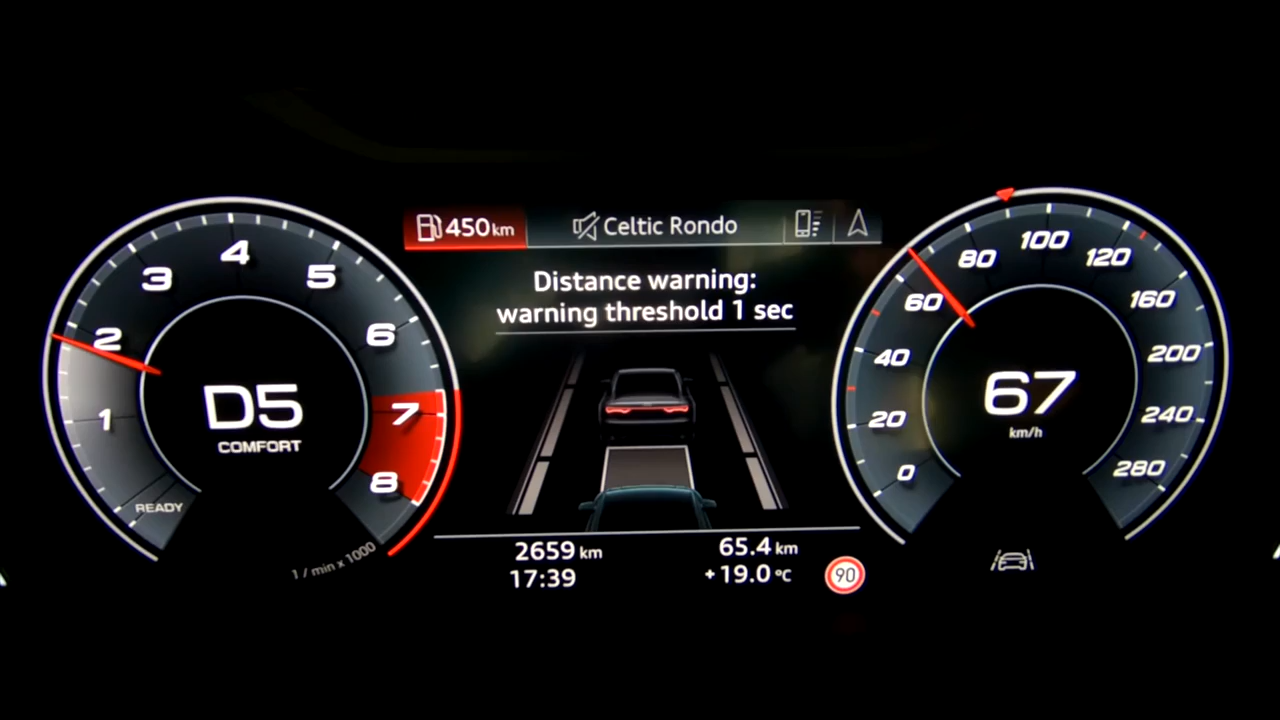 450 km
Celtic Rondo
Distance warning:
warning threshold 1 sec
1
2
3
4
5
6
7
8
READY
1 / min x 1000
D5
COMFORT
0
20
40
60
80
100
120
160
200
240
280
67
km/h
2659 km
65.4 km
17:39
+19.0 °C
90